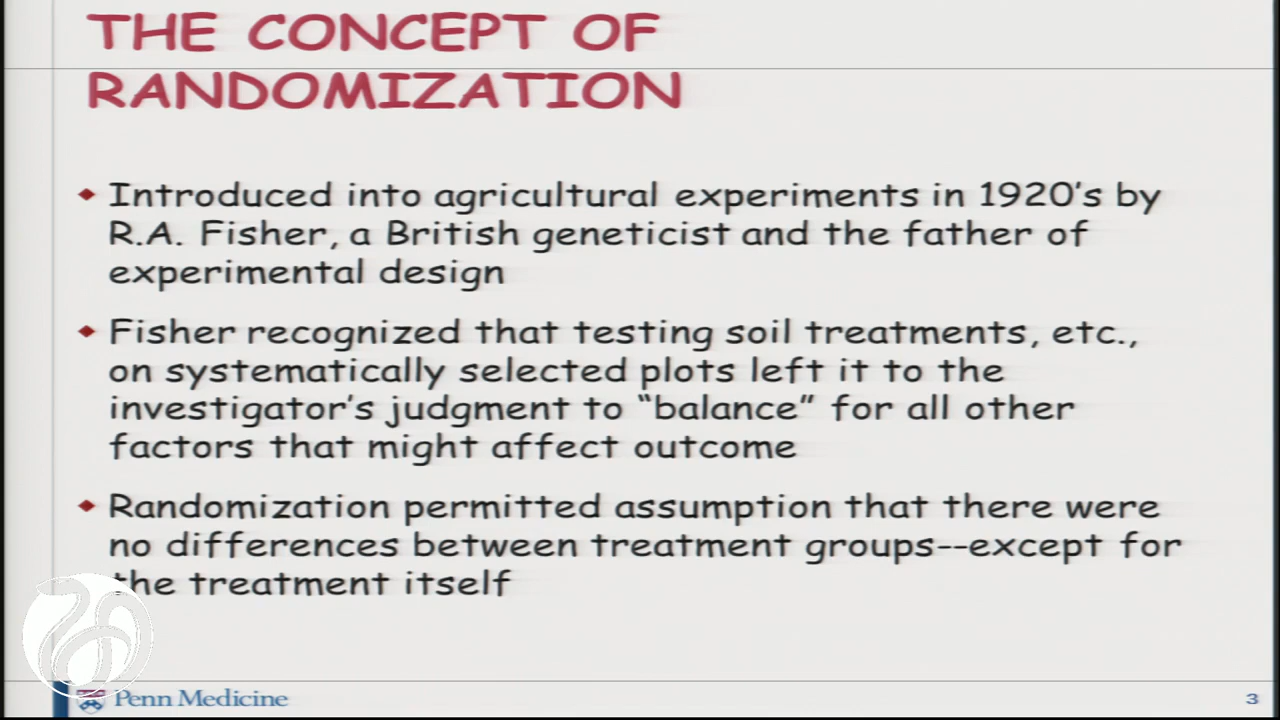 THE CONCEPT OF
RANDOMIZATION
Introduced into agricultural experiments in 1920's by
R.A. Fisher, a British geneticist and the father of
experimental design
Fisher recognized that testing soil treatments, etc.,
on systematically selected plots left it to the
investigator's judgment to “balance” for all other
factors that might affect outcome
Randomization permitted assumption that there were
no differences between treatment groups--except for
the treatment itself
Penn Medicine
3